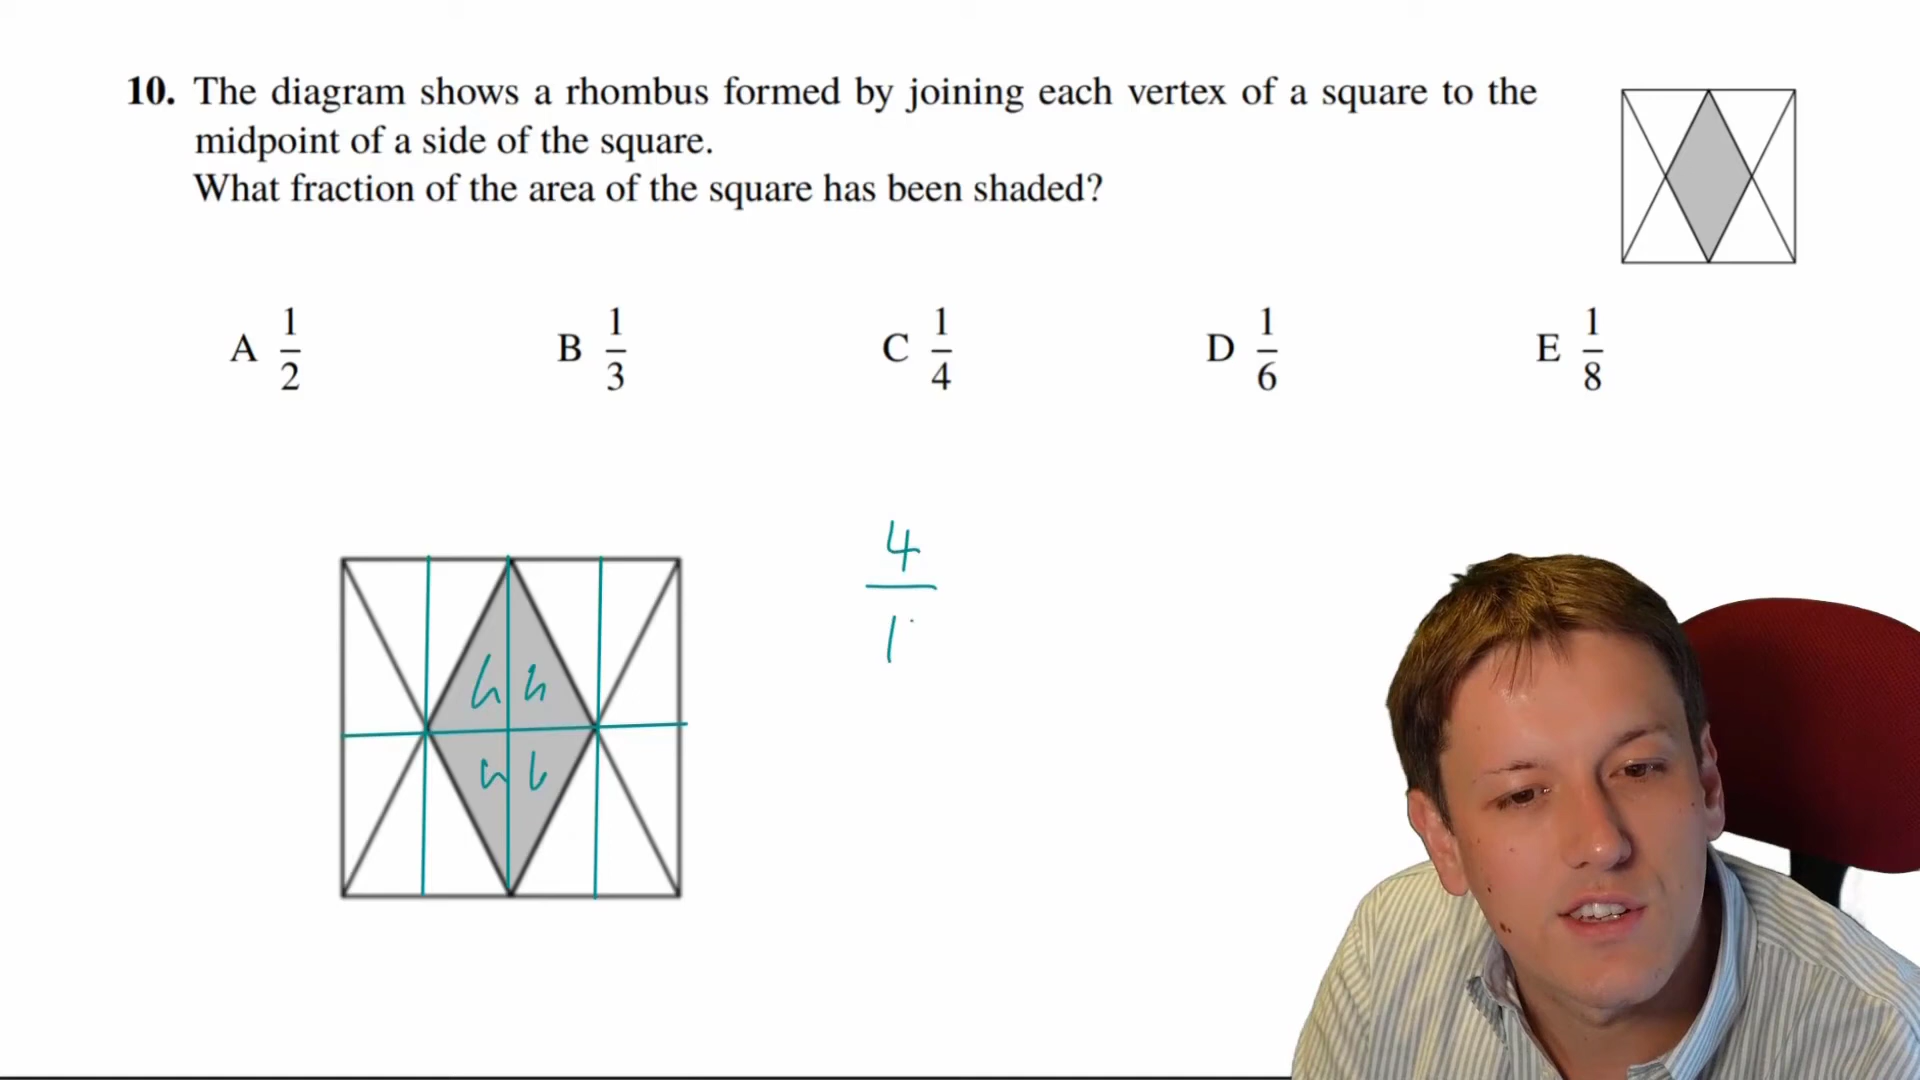 10. The diagram shows a rhombus formed by joining each vertex of a square to the
midpoint of a side of the square.
What fraction of the area of the square has been shaded?
A 1/2 B 1/3 C 1/4 D 1/6 E 1/8
4
1